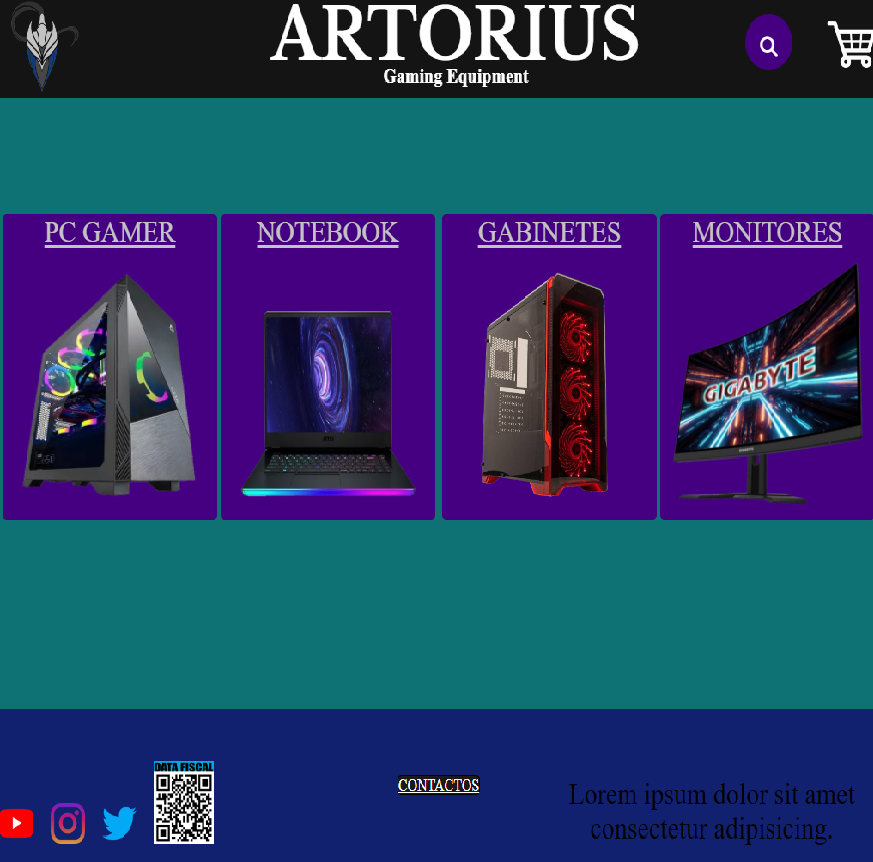 ARTORIUS
Gaming Equipment
PC GAMER
NOTEBOOK
GABINETES
MONITORES
GIGABYTE
DATA FISCAL
CONTACTOS
Lorem ipsum dolor sit amet
consectetur adipisicing.